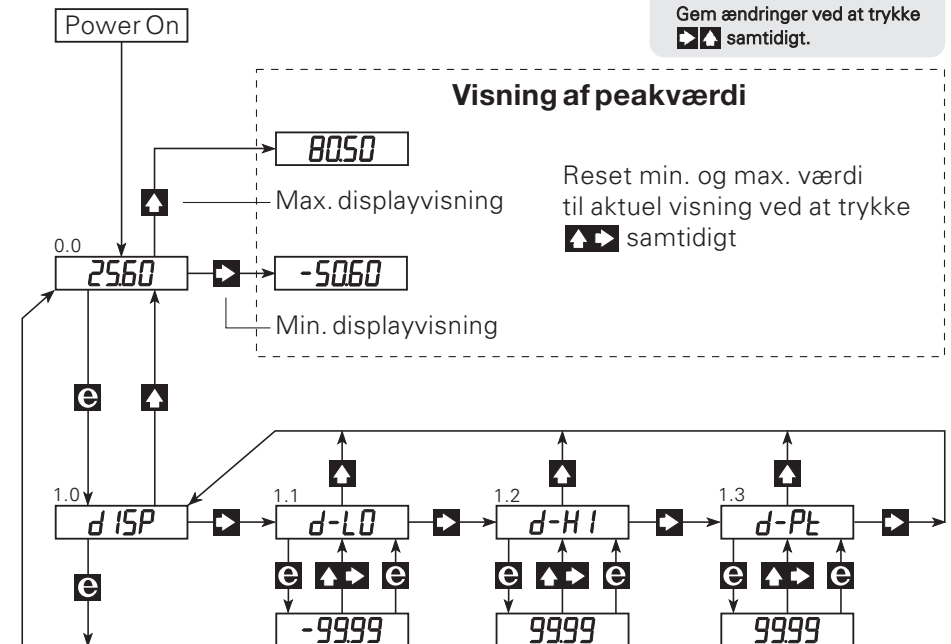 Power On
Gem ændringer ved at trykke
samtidigt.
Visning af peakværdi
80.50
Max. displayvisning
Reset min. og max. værdi
til aktuel visning ved at trykke
samtidigt
0.0
25.60
-50.60
Min. displayvisning
e
1.0
dISP
1.1
d-LO
1.2
d-HI
1.3
d-Pt
e
e e
e e
e e
-99.99
99.99
99.99